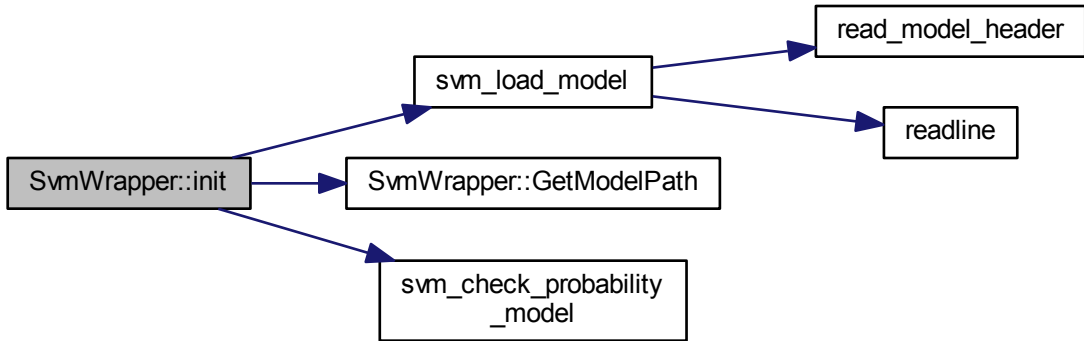 SvmWrapper::init
svm_load_model
read_model_header
readline
SvmWrapper::GetModelPath
svm_check_probability
_model